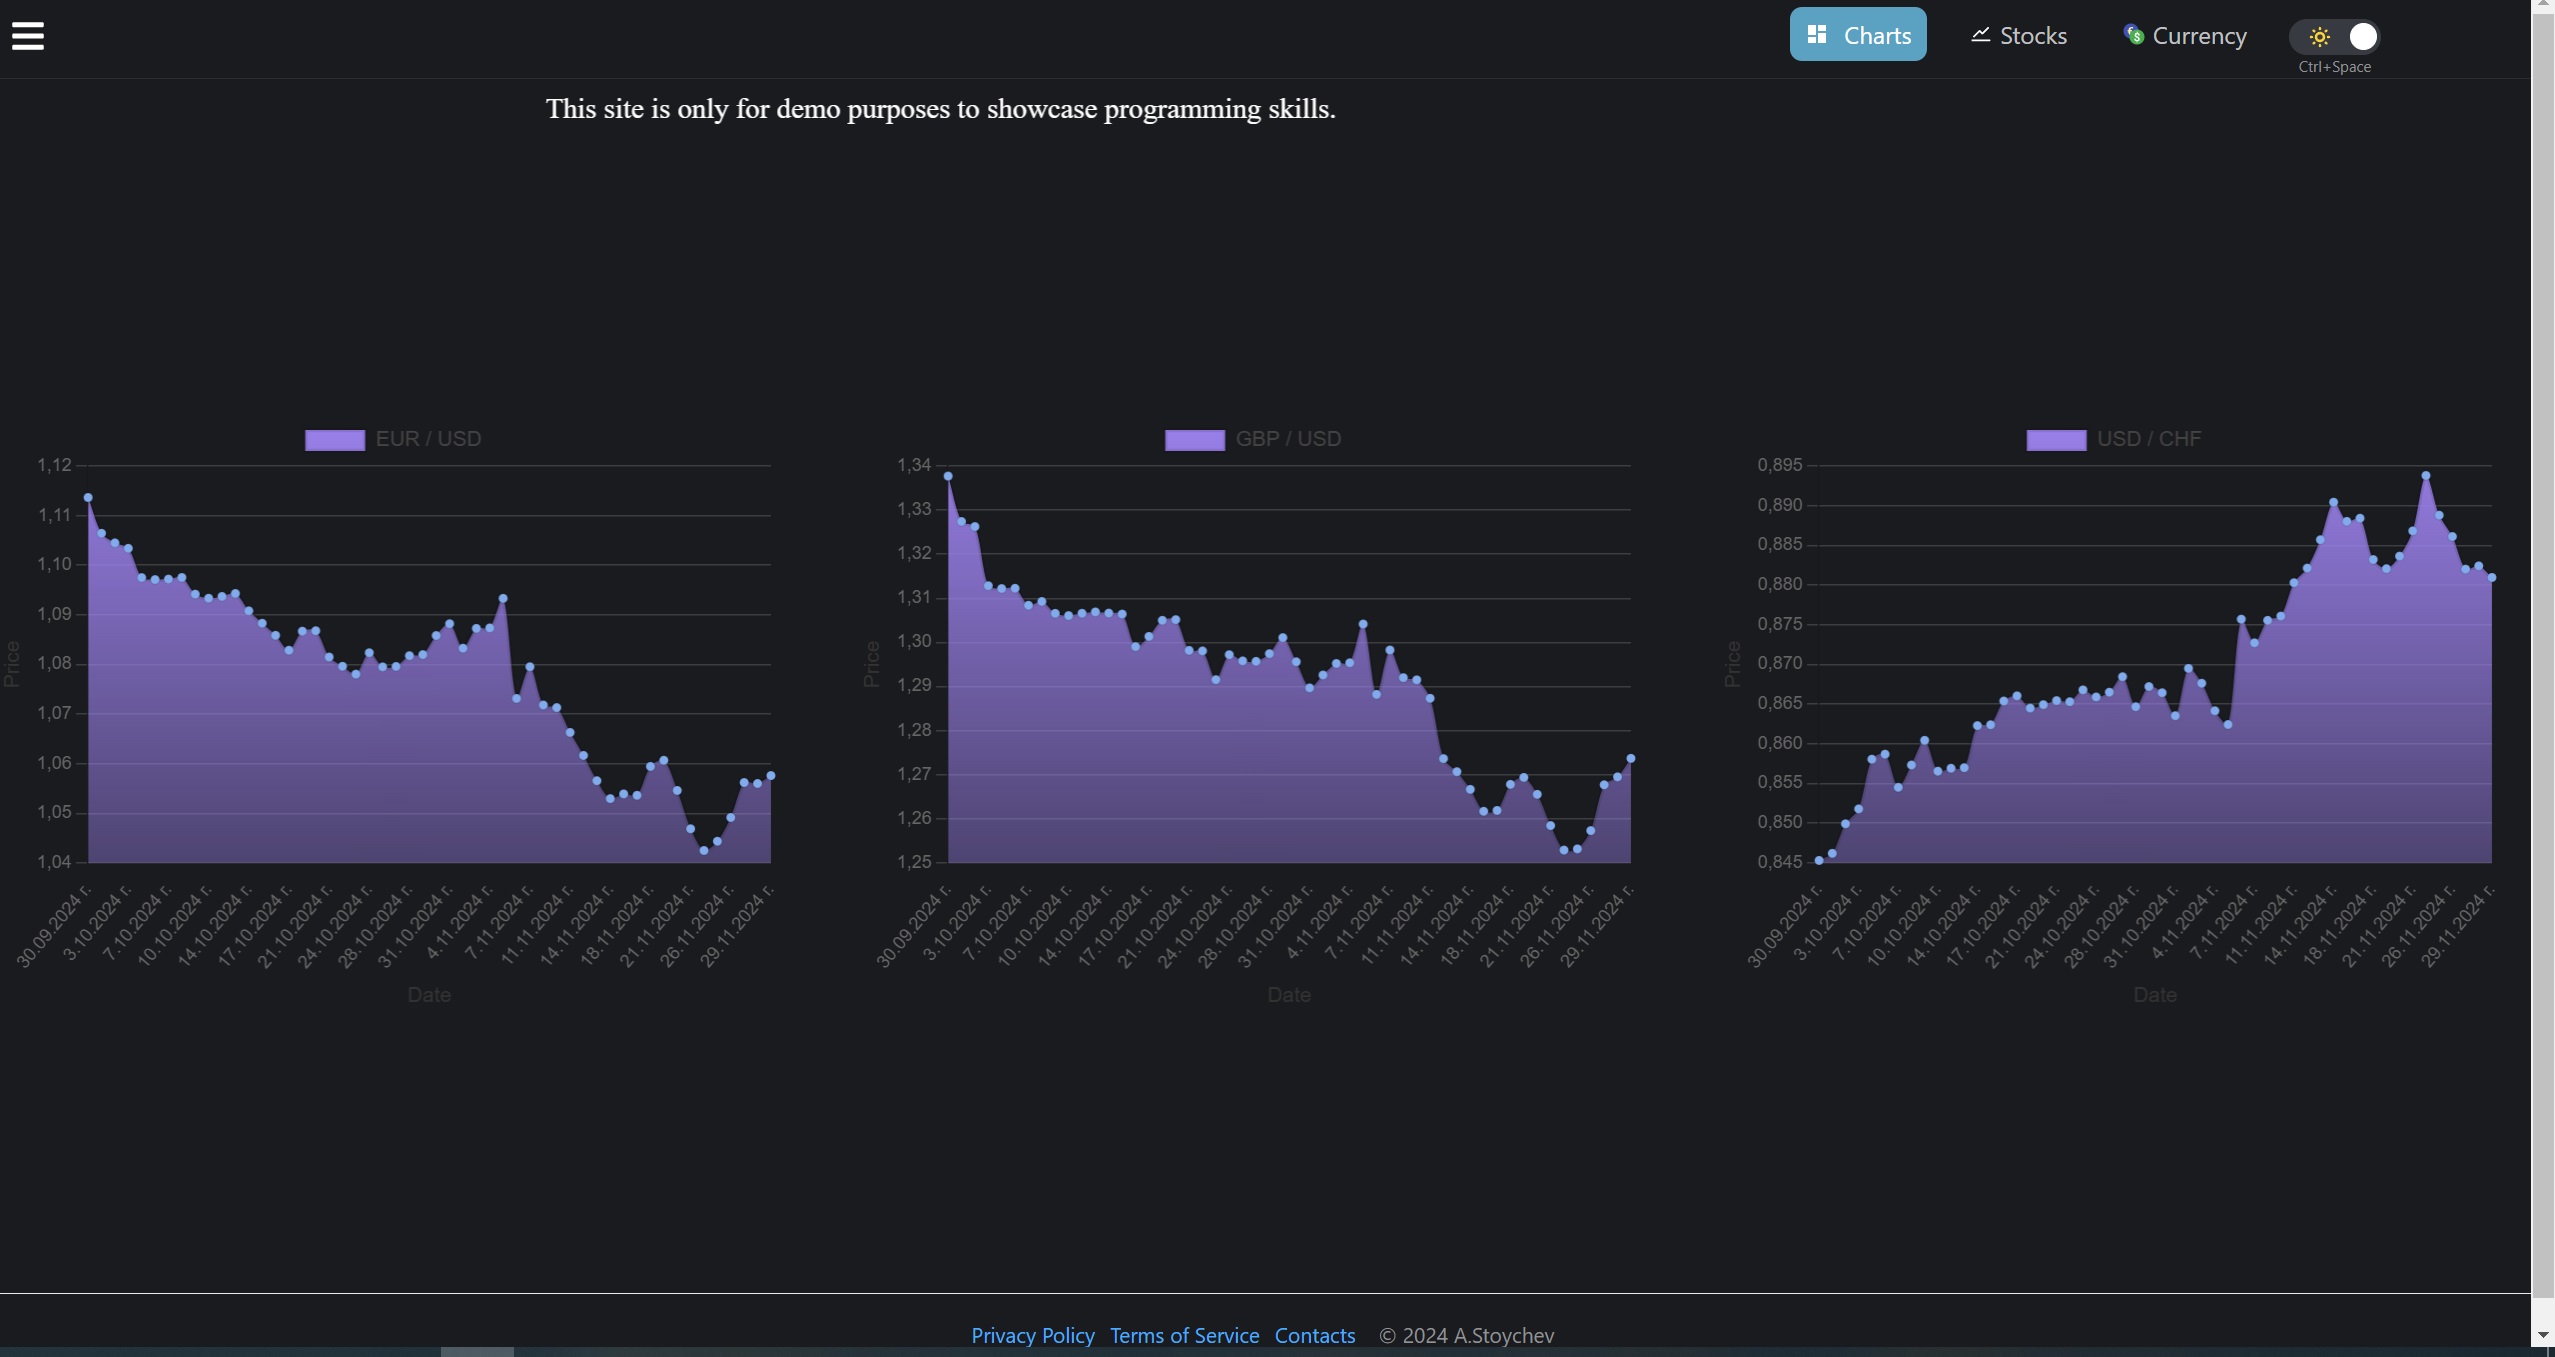 Charts
Stocks
Currency
Ctrl+Space
This site is only for demo purposes to showcase programming skills.
EUR / USD
1,12
1,11
1,10
1,09
1,08
1,07
1,06
1,05
1,04
Price
30.09.2024 г.
3.10.2024 г.
7.10.2024 г.
10.10.2024 г.
14.10.2024 г.
17.10.2024 г.
21.10.2024 г.
24.10.2024 г.
28.10.2024 г.
31.10.2024 г.
4.11.2024 г.
7.11.2024 г.
11.11.2024 г.
14.11.2024 г.
18.11.2024 г.
21.11.2024 г.
26.11.2024 г.
29.11.2024 г.
Date
GBP / USD
1,34
1,33
1,32
1,31
1,30
1,29
1,28
1,27
1,26
1,25
Price
30.09.2024 г.
3.10.2024 г.
7.10.2024 г.
10.10.2024 г.
14.10.2024 г.
17.10.2024 г.
21.10.2024 г.
24.10.2024 г.
28.10.2024 г.
31.10.2024 г.
4.11.2024 г.
7.11.2024 г.
11.11.2024 г.
14.11.2024 г.
18.11.2024 г.
21.11.2024 г.
26.11.2024 г.
29.11.2024 г.
Date
USD / CHF
0,895
0,890
0,885
0,880
0,875
0,870
0,865
0,860
0,855
0,850
0,845
Price
30.09.2024 г.
3.10.2024 г.
7.10.2024 г.
10.10.2024 г.
14.10.2024 г.
17.10.2024 г.
21.10.2024 г.
24.10.2024 г.
28.10.2024 г.
31.10.2024 г.
4.11.2024 г.
7.11.2024 г.
11.11.2024 г.
14.11.2024 г.
18.11.2024 г.
21.11.2024 г.
26.11.2024 г.
29.11.2024 г.
Date
Privacy Policy Terms of Service Contacts © 2024 A.Stoychev